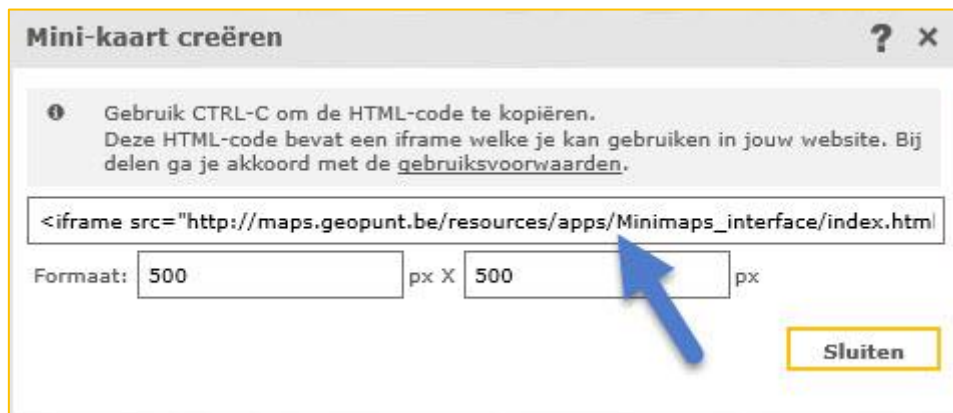 Mini-kaart creëren ? ×
Gebruik CTRL-C om de HTML-code te kopiëren.
Deze HTML-code bevat een iframe welke je kan gebruiken in jouw website. Bij
delen ga je akkoord met de gebruiksvoorwaarden.
<iframe src="http://maps.geopunt.be/resources/apps/Minimaps_interface/index.htm
Formaat: 500 px X 500 px
Sluiten